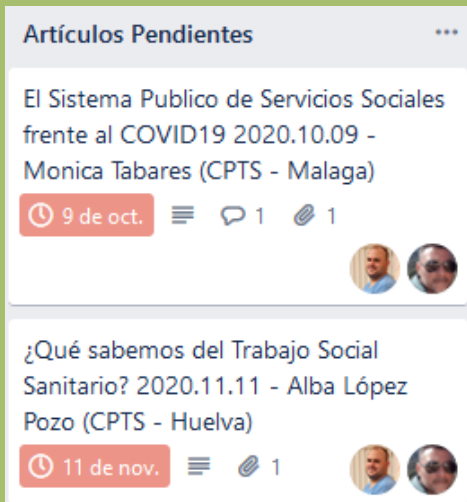 Artículos Pendientes
El Sistema Publico de Servicios Sociales
frente al COVID19 2020.10.09 -
Monica Tabares (CPTS - Malaga)
9 de oct. 1 1
¿Qué sabemos del Trabajo Social
Sanitario? 2020.11.11 - Alba López
Pozo (CPTS - Huelva)
11 de nov. 1